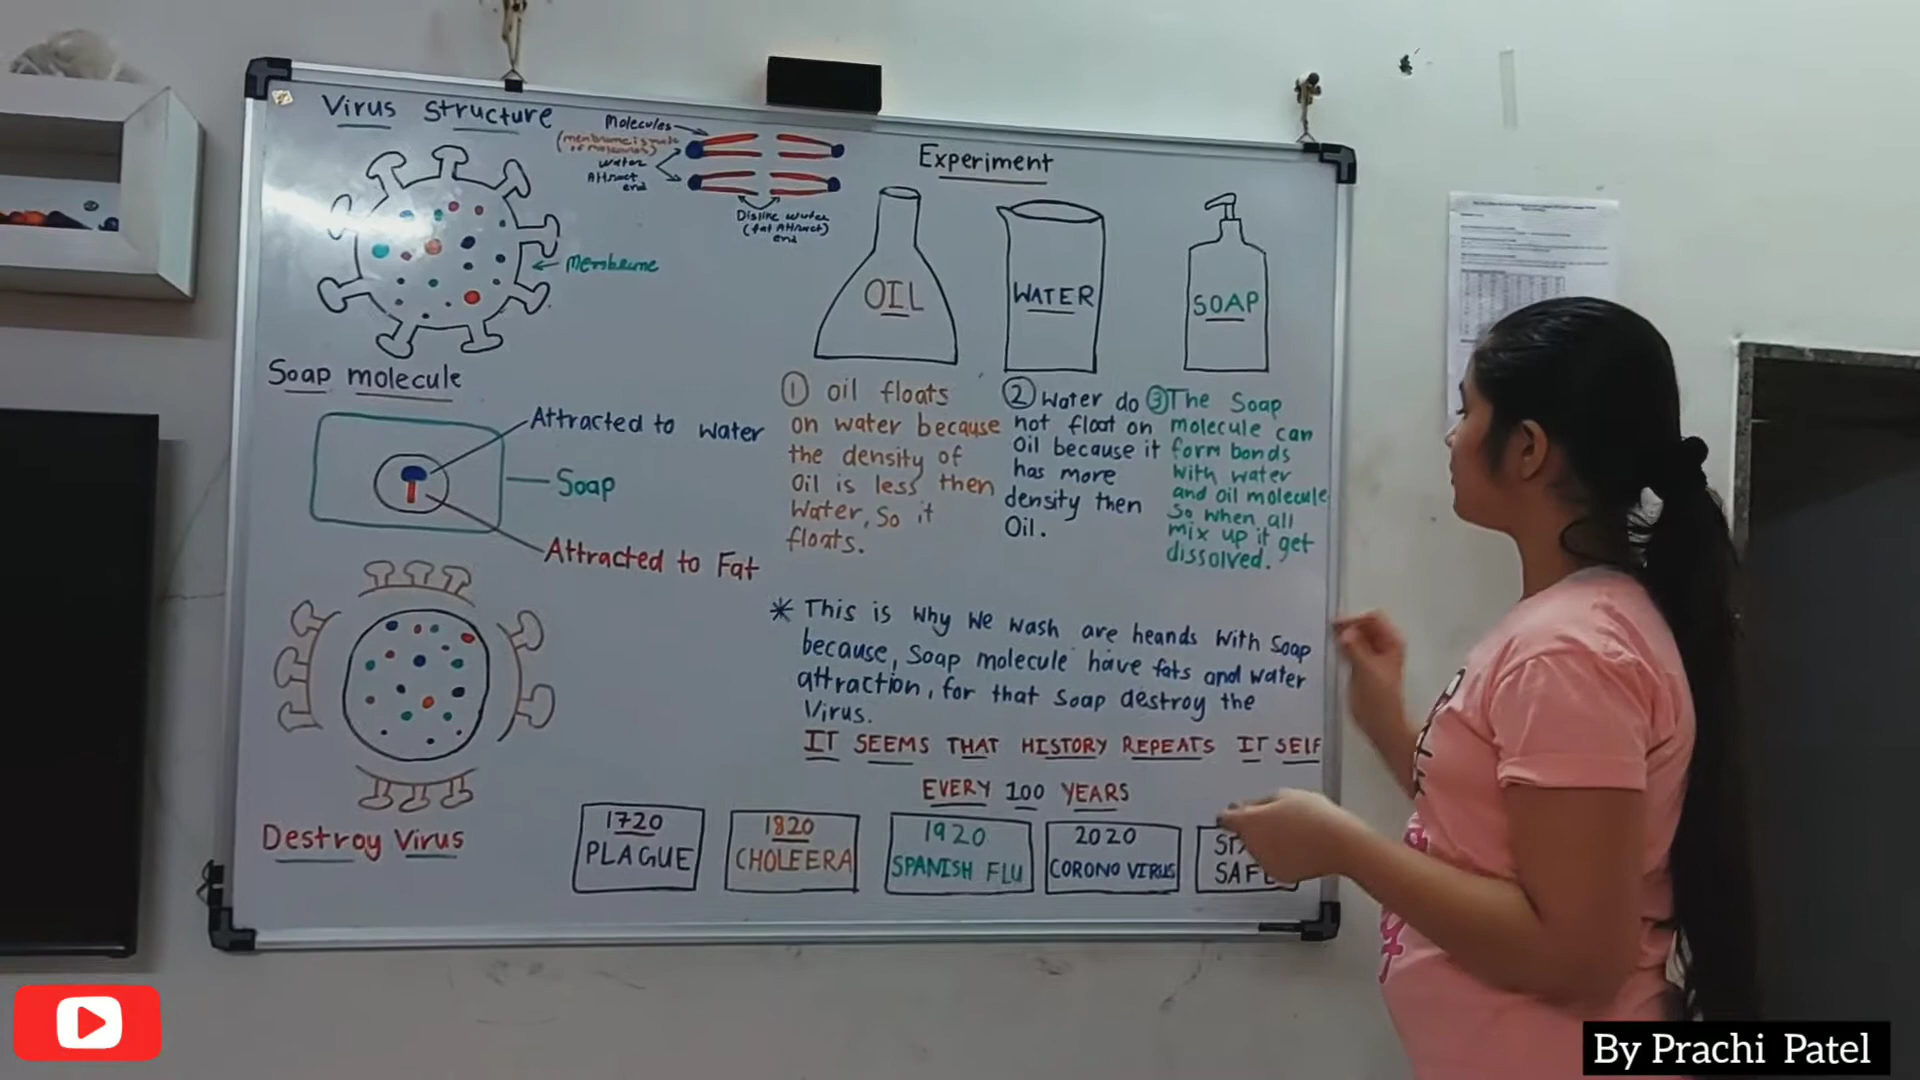 Virus Structure
Molecules
(membrane is made
of molecules)
water
Attract
end
Dislike water
(fat Attract)
end
Membrane
Soap molecule
Attracted to water
Soap
Attracted to Fat
Destroy Virus
Experiment
OIL
WATER
SOAP
① oil floats
on water because
the density of
oil is less then
water, so it
floats.
② Water do
not float on
Oil because it
has more
density then
Oil.
③ The Soap
molecule can
form bonds
with water
and oil molecule
So when all
mix up it get
dissolved.
* This is why we wash are heands with Soap
because, Soap molecule have fats and water
attraction, for that Soap destroy the
Virus.
IT SEEMS THAT HISTORY REPEATS IT SELF
EVERY 100 YEARS
1720
PLAGUE
1820
CHOLEERA
1920
SPANISH FLU
2020
CORONO VIRUS
By Prachi Patel